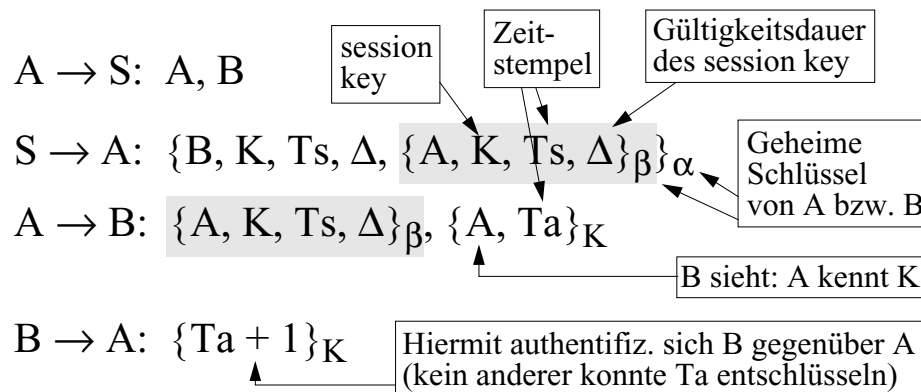 session
key
Zeit-
stempel
Gültigkeitsdauer
des session key
A → S: A, B
S → A: {B, K, Ts, Δ, {A, K, Ts, Δ}β}α
Geheime
Schlüssel
von A bzw. B
A → B: {A, K, Ts, Δ}β, {A, Ta}K
B sieht: A kennt K
B → A: {Ta + 1}K
Hiermit authentifiz. sich B gegenüber A
(kein anderer konnte Ta entschlüsseln)